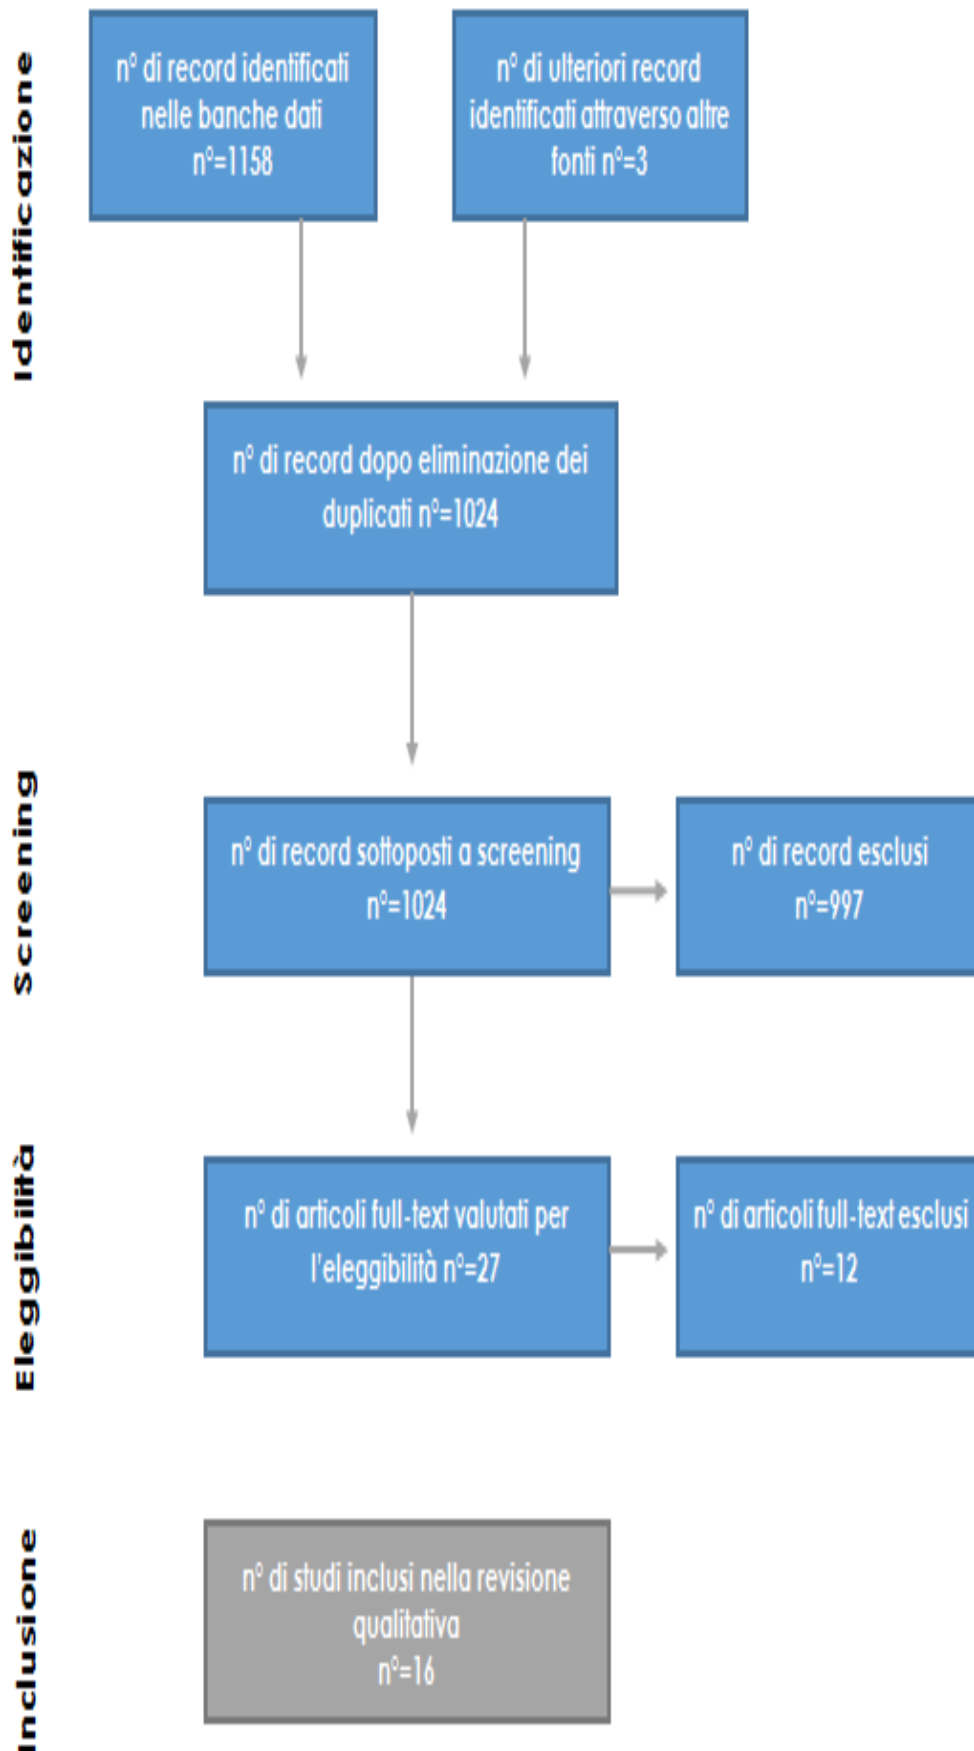 Identificazione
n° di record identificati
nelle banche dati
n°=1158
n° di ulteriori record
identificati attraverso altre
fonti n°=3
n° di record dopo eliminazione dei
duplicati n°=1024
Screening
n° di record sottoposti a screening
n°=1024
n° di record esclusi
n°=997
Eleggibilità
n° di articoli full-text valutati per
l'eleggibilità n°=27
n° di articoli full-text esclusi
n°=12
Inclusione
n° di studi inclusi nella revisione
qualitativa
n°=16